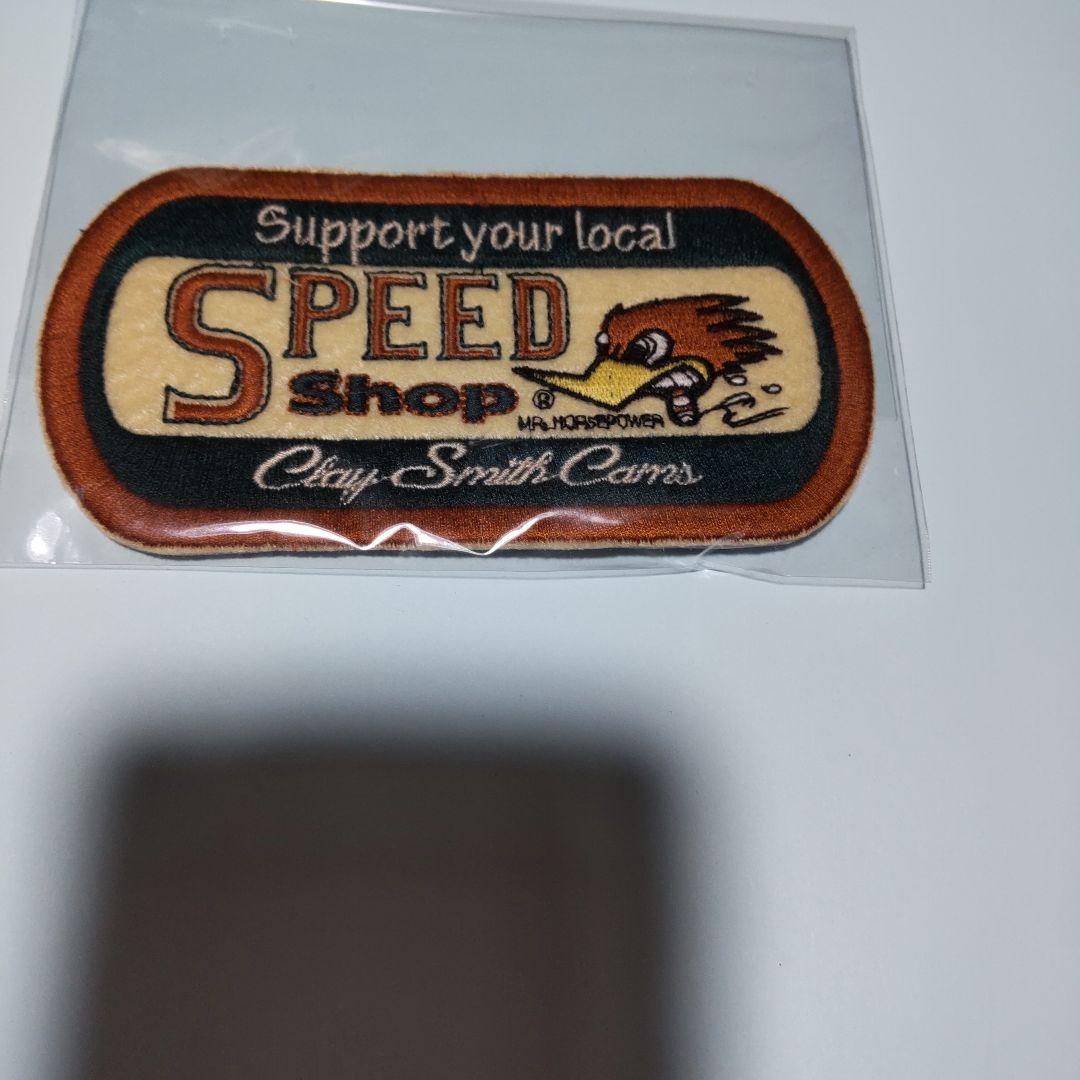 Support your local
SPEED
Shop ®
MR. HORSEPOWER
Clay Smith Cams